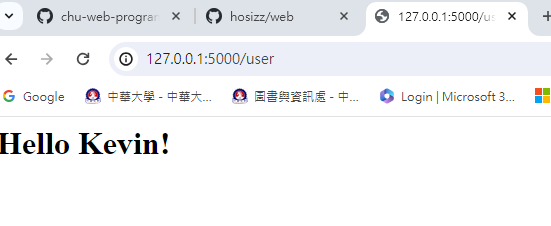 chu-web-progra
hosizz/web
127.0.0.1:5000/us
127.0.0.1:5000/user
Google
中華大學 - 中華大...
圖書與資訊處 - 中...
Login | Microsoft 3...
Hello Kevin!